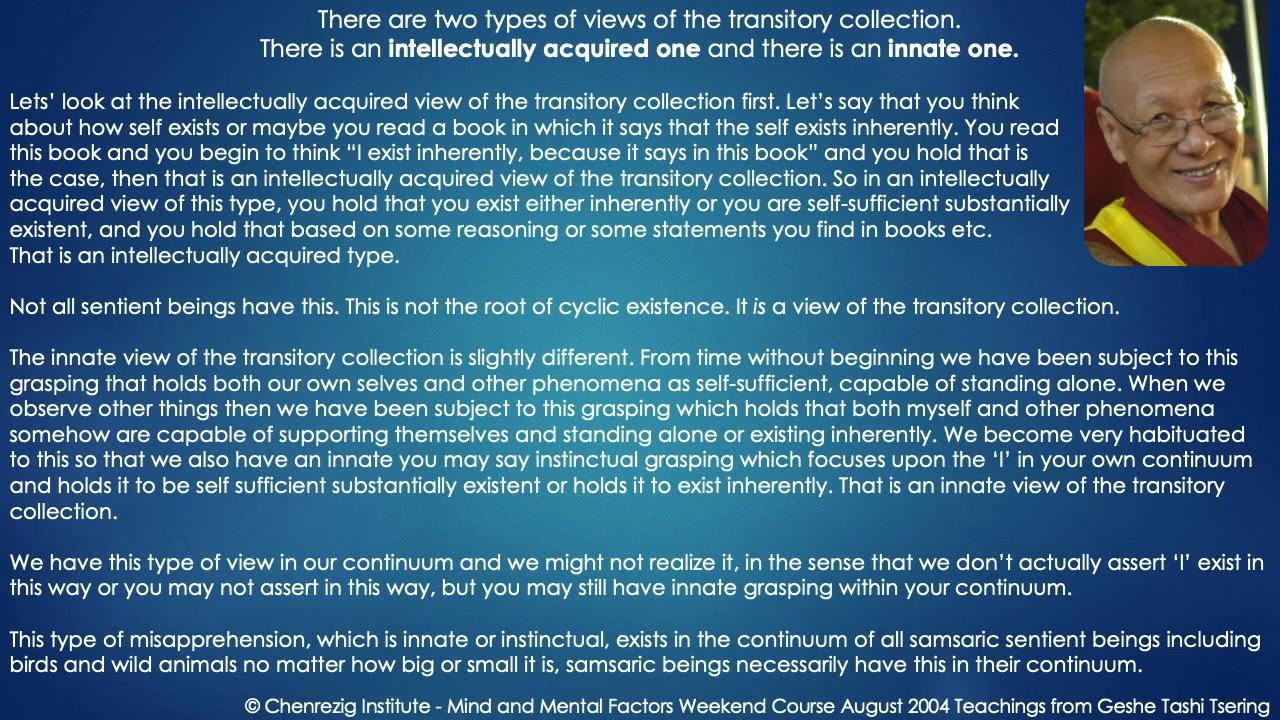 There are two types of views of the transitory collection.
There is an intellectually acquired one and there is an innate one.
Lets’ look at the intellectually acquired view of the transitory collection first. Let’s say that you think
about how self exists or maybe you read a book in which it says that the self exists inherently. You read
this book and you begin to think “I exist inherently, because it says in this book” and you hold that is
the case, then that is an intellectually acquired view of the transitory collection. So in an intellectually
acquired view of this type, you hold that you exist either inherently or you are self-sufficient substantially
existent, and you hold that based on some reasoning or some statements you find in books etc.
That is an intellectually acquired type.
Not all sentient beings have this. This is not the root of cyclic existence. It is a view of the transitory collection.
The innate view of the transitory collection is slightly different. From time without beginning we have been subject to this
grasping that holds both our own selves and other phenomena as self-sufficient, capable of standing alone. When we
observe other things then we have been subject to this grasping which holds that both myself and other phenomena
somehow are capable of supporting themselves and standing alone or existing inherently. We become very habituated
to this so that we also have an innate you may say instinctual grasping which focuses upon the ‘I’ in your own continuum
and holds it to be self sufficient substantially existent or holds it to exist inherently. That is an innate view of the transitory
collection.
We have this type of view in our continuum and we might not realize it, in the sense that we don’t actually assert ‘I’ exist in
this way or you may not assert in this way, but you may still have innate grasping within your continuum.
This type of misapprehension, which is innate or instinctual, exists in the continuum of all samsaric sentient beings including
birds and wild animals no matter how big or small it is, samsaric beings necessarily have this in their continuum.
© Chenrezig Institute - Mind and Mental Factors Weekend Course August 2004 Teachings from Geshe Tashi Tsering